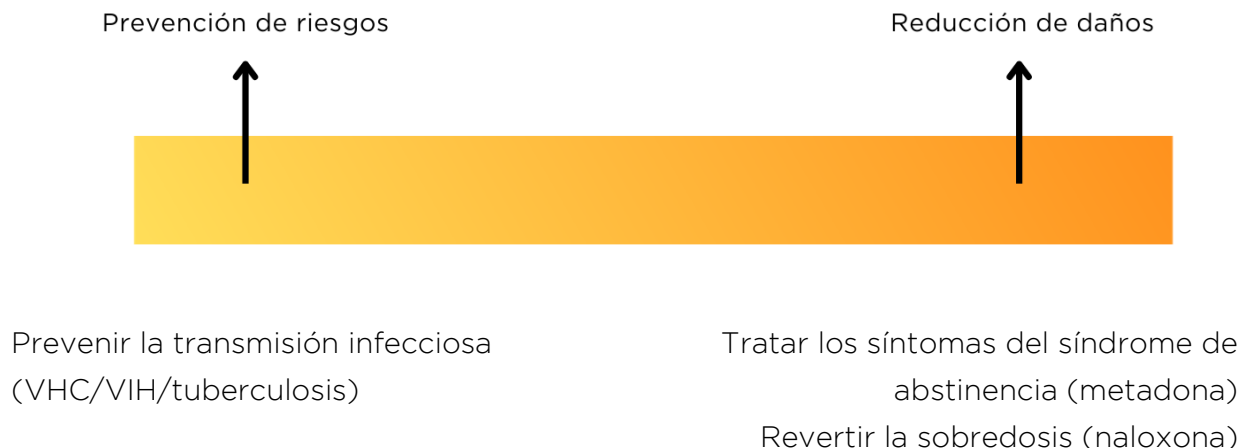 Prevención de riesgos
Reducción de daños
Prevenir la transmisión infecciosa
(VHC/VIH/tuberculosis)
Tratar los síntomas del síndrome de
abstinencia (metadona)
Revertir la sobredosis (naloxona)